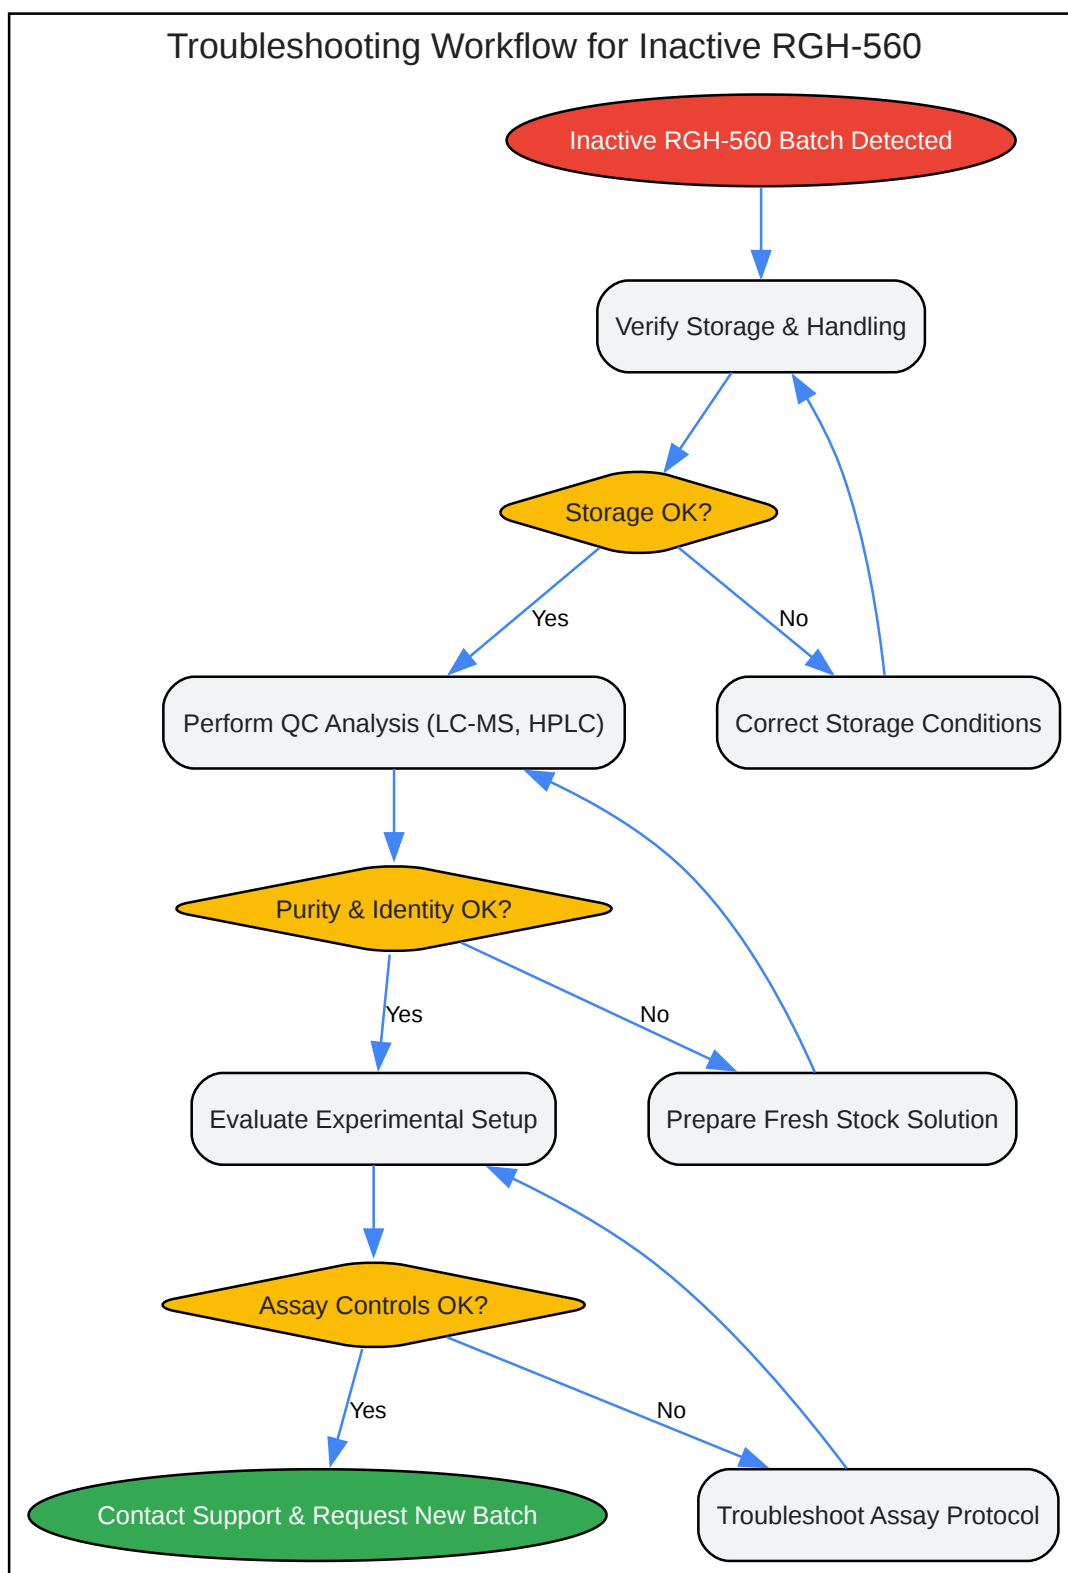 Troubleshooting Workflow for Inactive RGH-560
Inactive RGH-560 Batch Detected
Verify Storage & Handling
Storage OK?
Yes
No
Perform QC Analysis (LC-MS, HPLC)
Correct Storage Conditions
Purity & Identity OK?
Yes
No
Evaluate Experimental Setup
Prepare Fresh Stock Solution
Assay Controls OK?
Yes
No
Contact Support & Request New Batch
Troubleshoot Assay Protocol